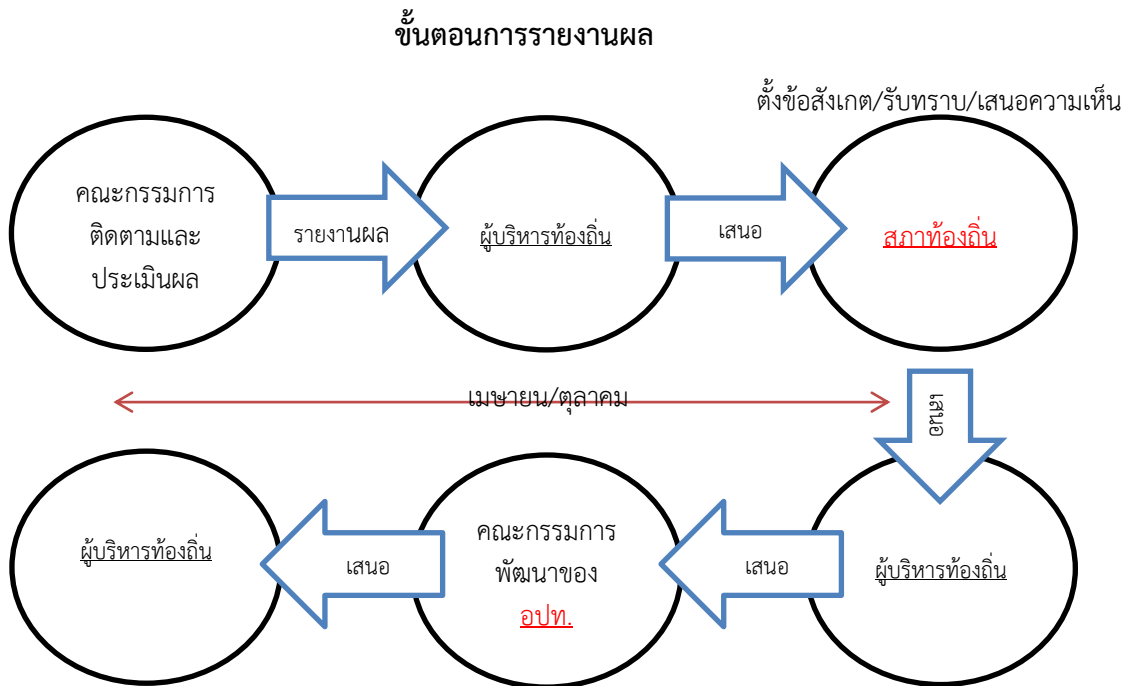 ขั้นตอนการรายงานผล
ตั้งข้อสังเกต/รับทราบ/เสนอความเห็น
คณะกรรมการ
ติดตามและ
ประเมินผล
รายงานผล
ผู้บริหารท้องถิ่น
เสนอ
สภาท้องถิ่น
เมษายน/ตุลาคม
เสนอ
ผู้บริหารท้องถิ่น
เสนอ
คณะกรรมการ
พัฒนาของ
อปท.
เสนอ
ผู้บริหารท้องถิ่น